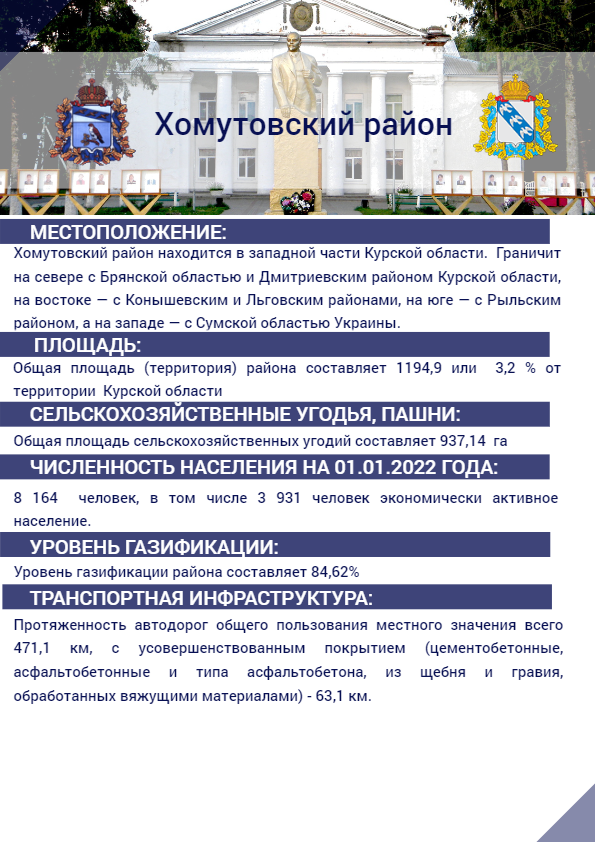 Хомутовский район
МЕСТОПОЛОЖЕНИЕ:
Хомутовский район находится в западной части Курской области. Граничит
на севере с Брянской областью и Дмитриевским районом Курской области,
на востоке — с Конышевским и Льговским районами, на юге — с Рыльским
районом, а на западе — с Сумской областью Украины.
ПЛОЩАДЬ:
Общая площадь (территория) района составляет 1194,9 или 3,2 % от
территории Курской области
СЕЛЬСКОХОЗЯЙСТВЕННЫЕ УГОДЬЯ, ПАШНИ:
Общая площадь сельскохозяйственных угодий составляет 937,14 га
ЧИСЛЕННОСТЬ НАСЕЛЕНИЯ НА 01.01.2022 ГОДА:
8 164 человек, в том числе 3 931 человек экономически активное
население.
УРОВЕНЬ ГАЗИФИКАЦИИ:
Уровень газификации района составляет 84,62%
ТРАНСПОРТНАЯ ИНФРАСТРУКТУРА:
Протяженность автодорог общего пользования местного значения всего
471,1 км, с усовершенствованным покрытием (цементобетонные,
асфальтобетонные и типа асфальтобетона, из щебня и гравия,
обработанных вяжущими материалами) - 63,1 км.